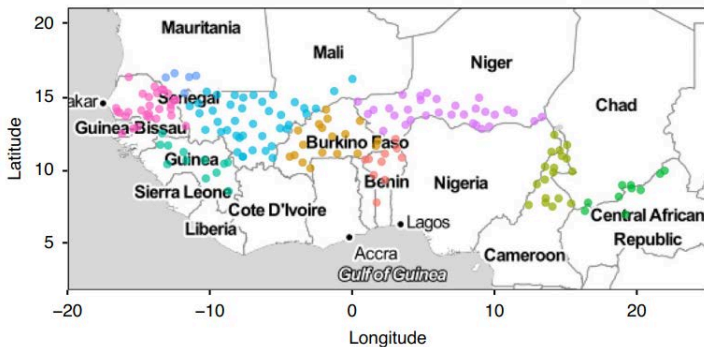 20
15
10
5
Latitude
Mauritania
Mali
Niger
Chad
akar
Senegal
Guinea Bissau
Burkino Faso
Guinea
Benin
Nigeria
Sierra Leone
Cote D'Ivoire
Liberia
Lagos
Central African
Republic
Accra
Cameroon
Gulf of Guinea
−20
−10
0
10
20
Longitude